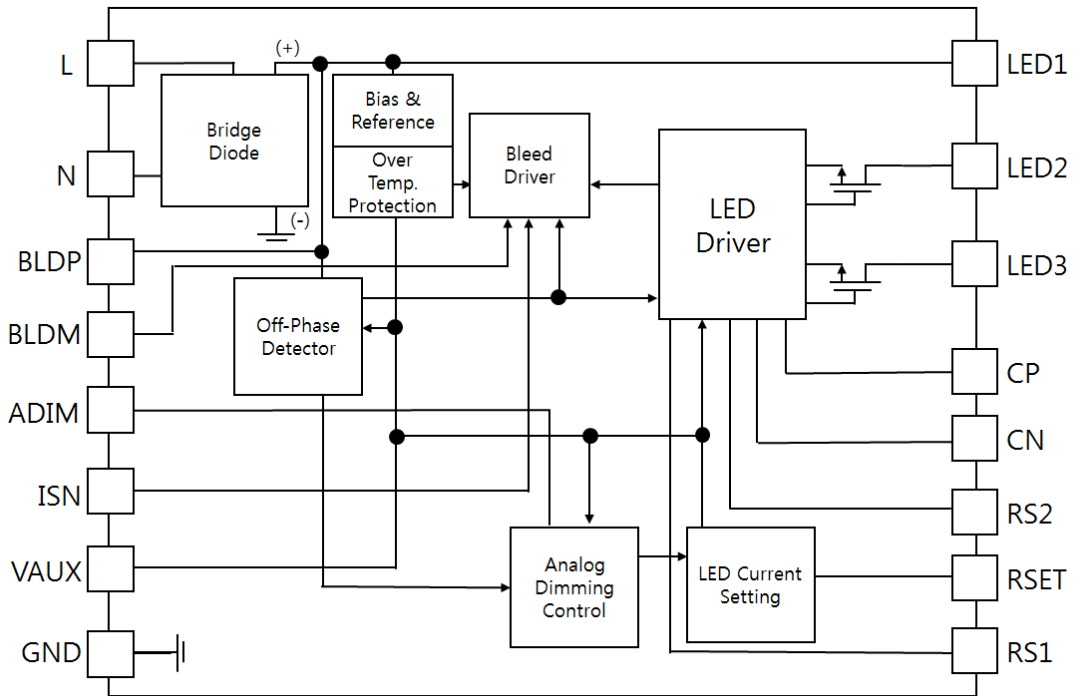 L
(+)
LED1
Bridge
Diode
Bias &
Reference
Over
Temp.
Protection
Bleed
Driver
LED
Driver
N
(-)
LED2
BLDP
LED3
BLDM
Off-Phase
Detector
CP
ADIM
CN
ISN
RS2
VAUX
Analog
Dimming
Control
LED Current
Setting
RSET
GND
RS1